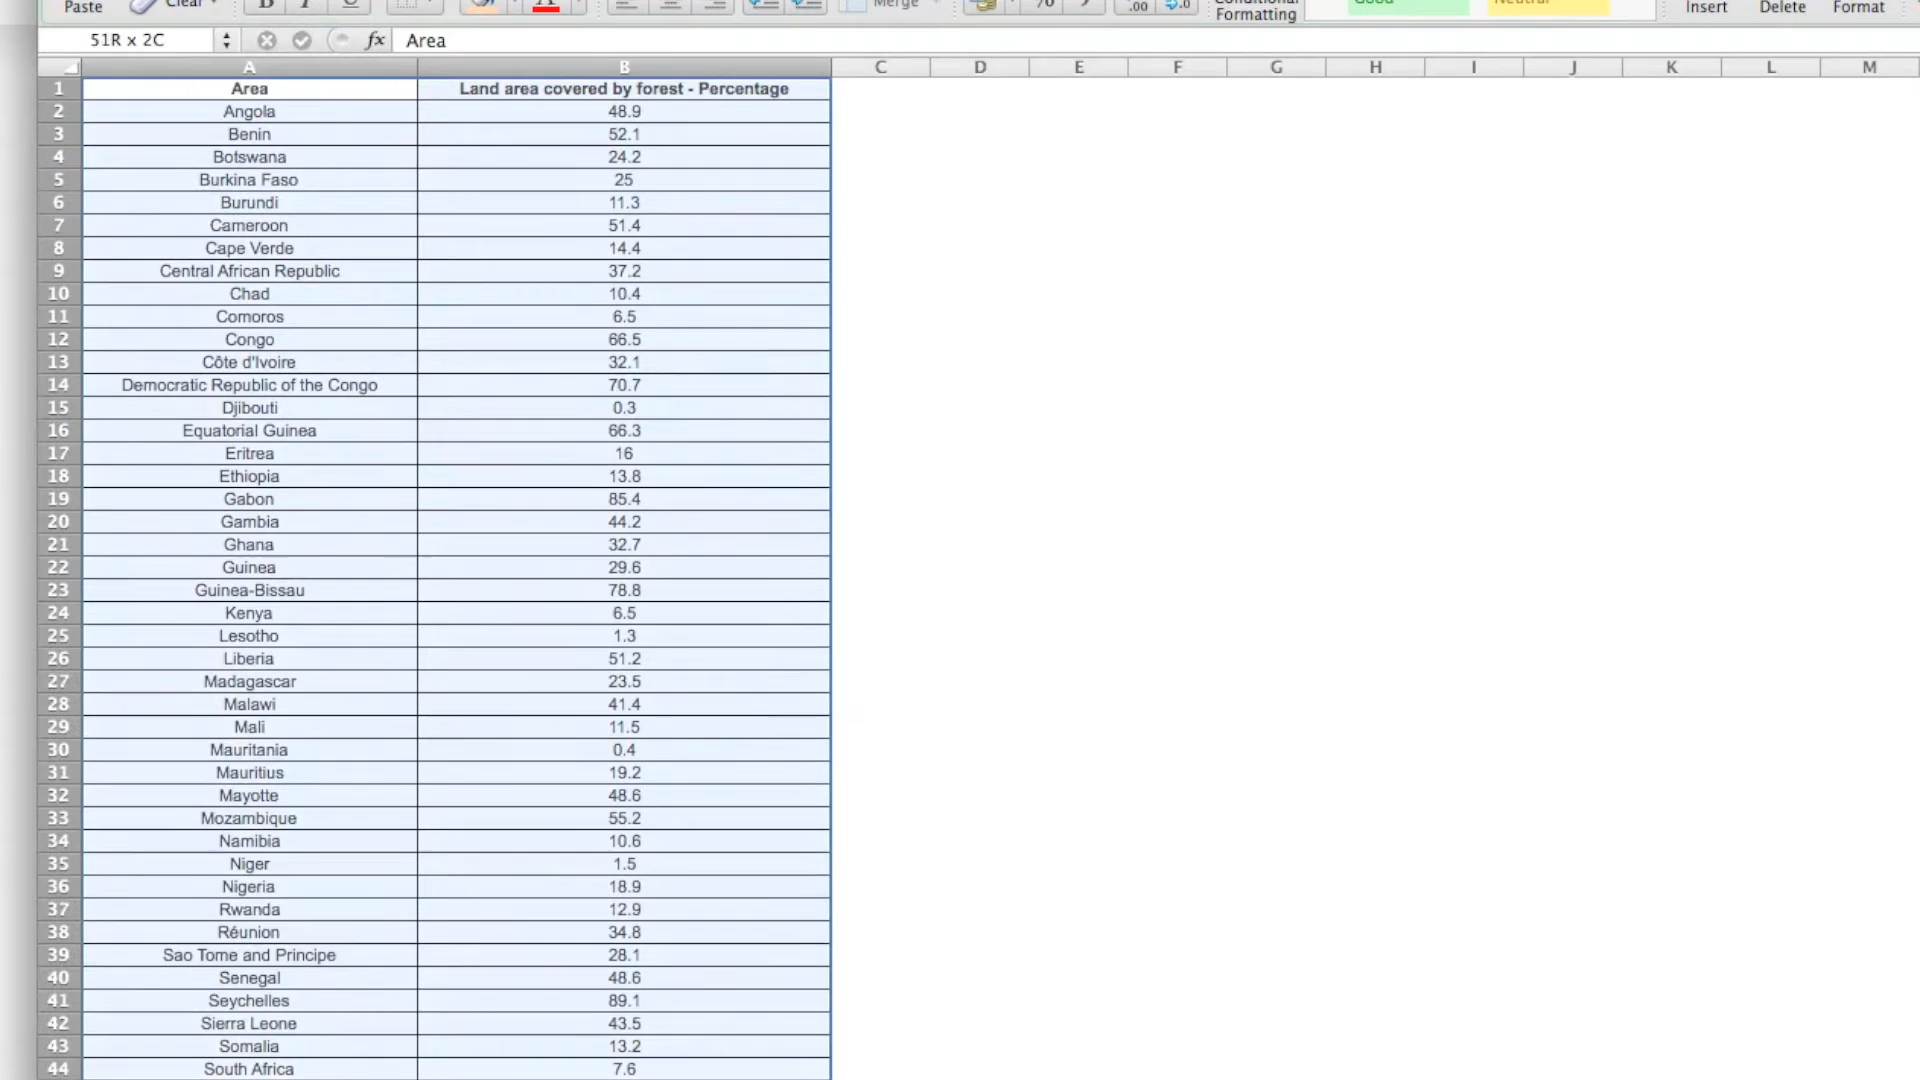 Paste Clear B I U A Merge % .00 .0 Conditional Formatting Good Neutral Insert Delete Format
51R x 2C fx Area
A B C D E F G H I J K L M
1 Area Land area covered by forest - Percentage
2 Angola 48.9
3 Benin 52.1
4 Botswana 24.2
5 Burkina Faso 25
6 Burundi 11.3
7 Cameroon 51.4
8 Cape Verde 14.4
9 Central African Republic 37.2
10 Chad 10.4
11 Comoros 6.5
12 Congo 66.5
13 Côte d'Ivoire 32.1
14 Democratic Republic of the Congo 70.7
15 Djibouti 0.3
16 Equatorial Guinea 66.3
17 Eritrea 16
18 Ethiopia 13.8
19 Gabon 85.4
20 Gambia 44.2
21 Ghana 32.7
22 Guinea 29.6
23 Guinea-Bissau 78.8
24 Kenya 6.5
25 Lesotho 1.3
26 Liberia 51.2
27 Madagascar 23.5
28 Malawi 41.4
29 Mali 11.5
30 Mauritania 0.4
31 Mauritius 19.2
32 Mayotte 48.6
33 Mozambique 55.2
34 Namibia 10.6
35 Niger 1.5
36 Nigeria 18.9
37 Rwanda 12.9
38 Réunion 34.8
39 Sao Tome and Principe 28.1
40 Senegal 48.6
41 Seychelles 89.1
42 Sierra Leone 43.5
43 Somalia 13.2
44 South Africa 7.6